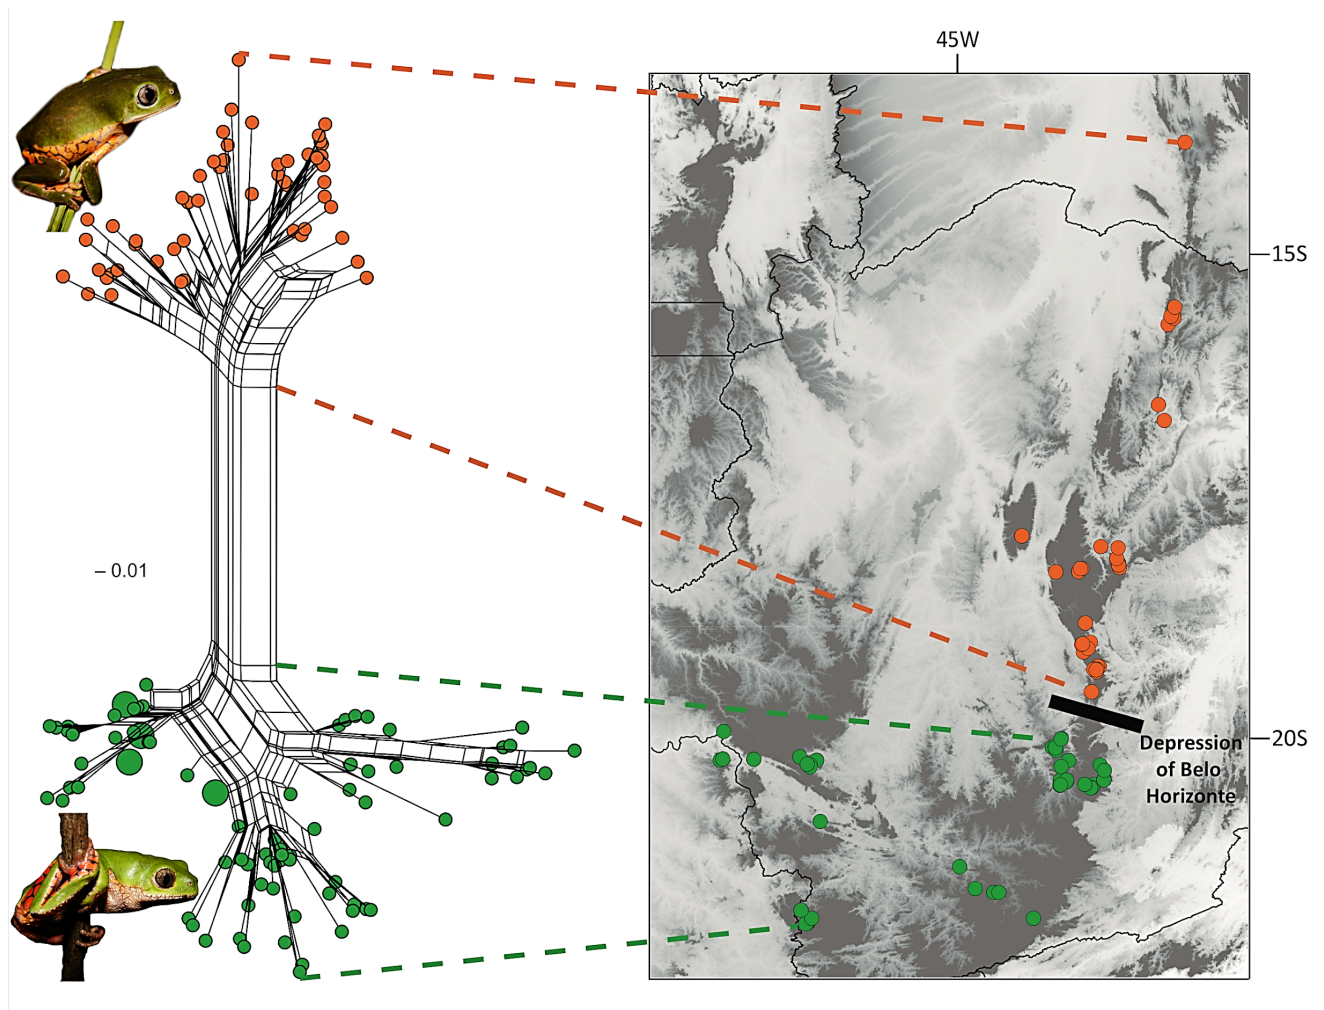 45W
15S
– 0.01
20S
Depression
of Belo
Horizonte